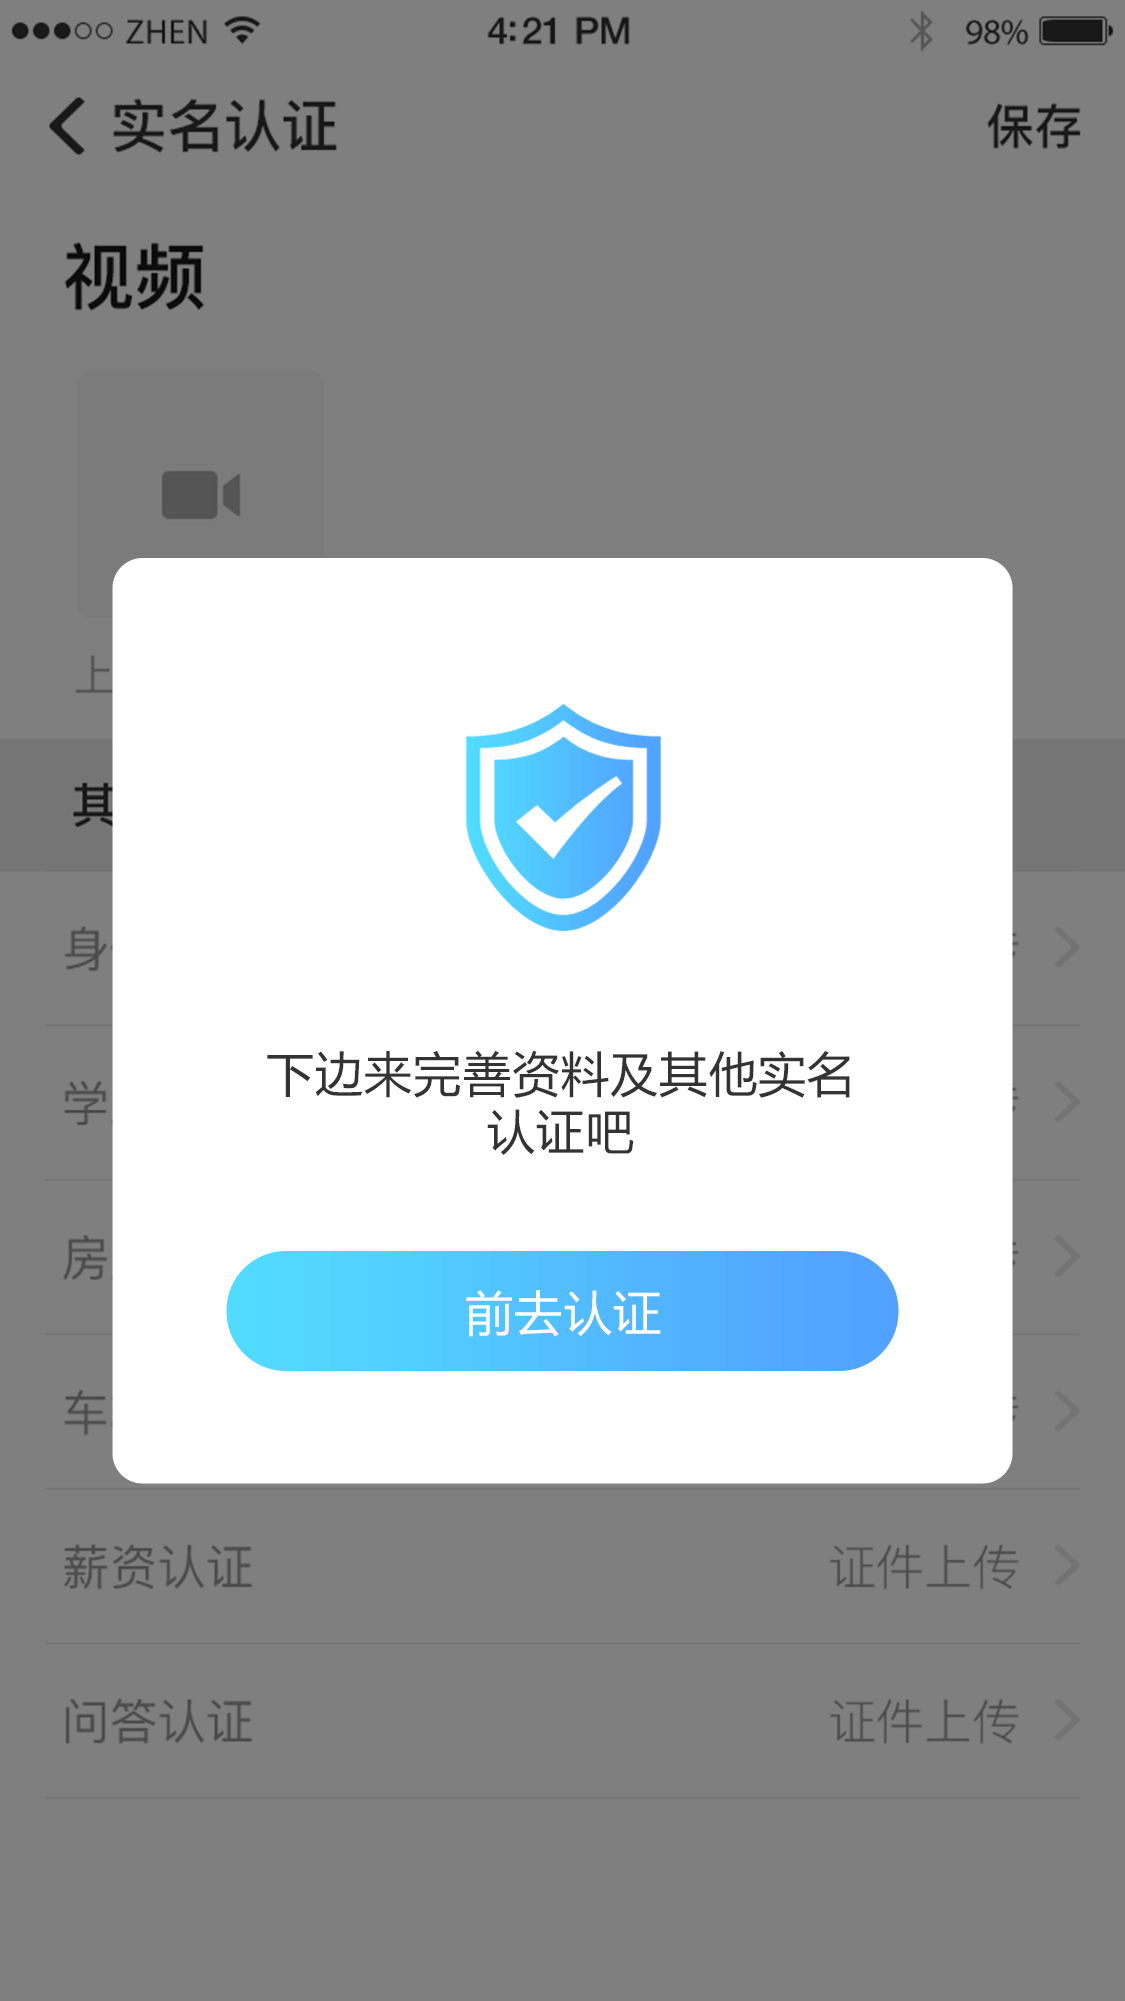 ZHEN 4:21 PM 98%
实名认证 保存
视频
上
其
身
学
房
下边来完善资料及其他实名
认证吧
前去认证
车
薪资认证 证件上传
问答认证 证件上传